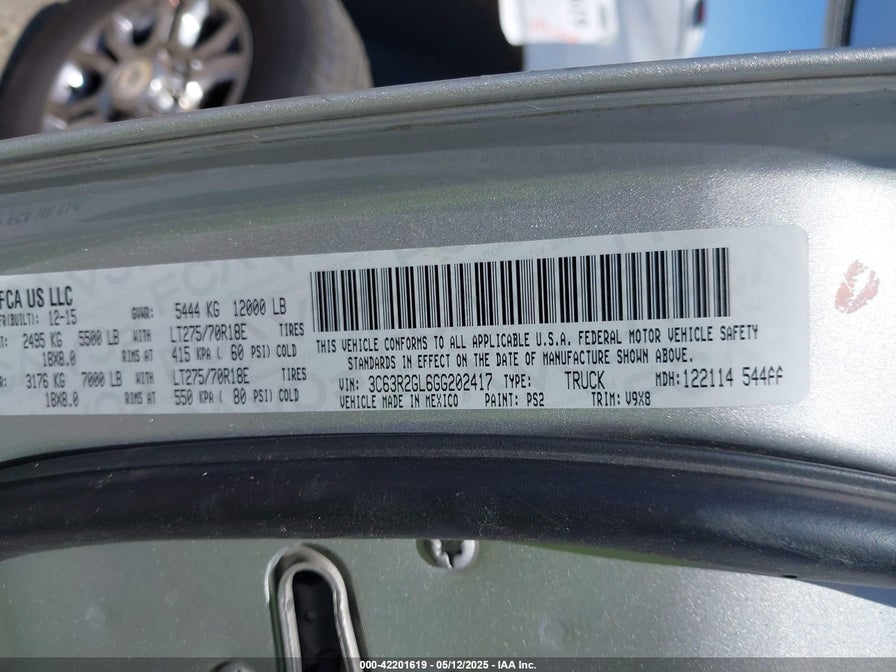 FCA US LLC
FR(BUILT): 12-15 GVWR: 5444 KG 12000 LB
T: 2495 KG 5500 LB WITH LT275/70R18E TIRES
18X8.0 RIMS AT 415 KPA ( 60 PSI) COLD
R: 3176 KG 7000 LB WITH LT275/70R18E TIRES
18X8.0 RIMS AT 550 KPA ( 80 PSI) COLD
THIS VEHICLE CONFORMS TO ALL APPLICABLE U.S.A. FEDERAL MOTOR VEHICLE SAFETY
STANDARDS IN EFFECT ON THE DATE OF MANUFACTURE SHOWN ABOVE.
VIN: 3C63R2GL6GG202417 TYPE: TRUCK MDH: 122114 544FF
VEHICLE MADE IN MEXICO PAINT: PS2 TRIM: V9X8
000-42201619 - 05/12/2025 - IAA Inc.